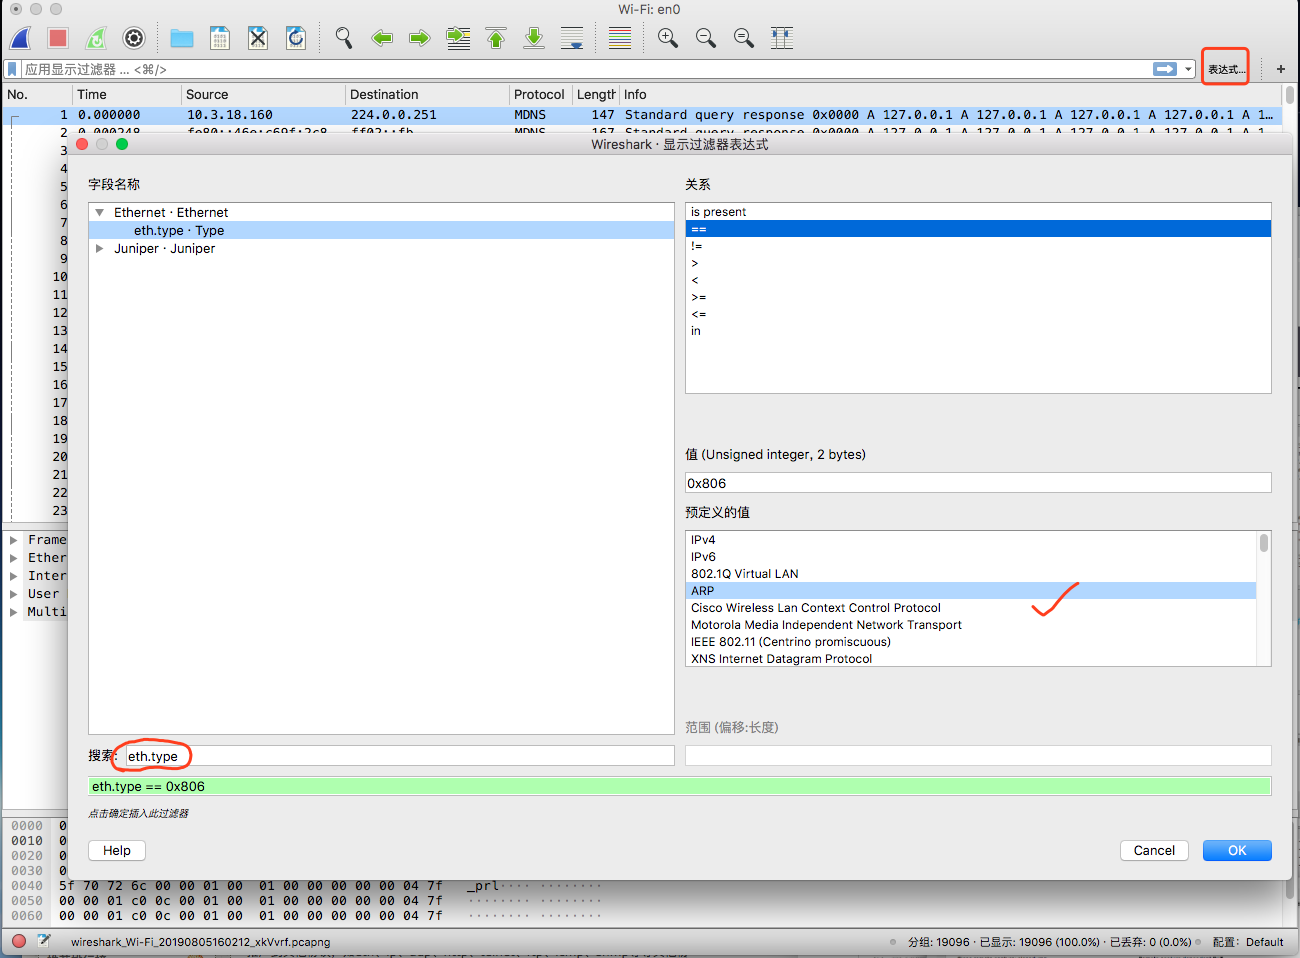 Wi-Fi: en0
应用显示过滤器 ... <⌘/>
表达式...
+
No. Time Source Destination Protocol Length Info
1 0.000000 10.3.18.160 224.0.0.251 MDNS 147 Standard query response 0x0000 A 127.0.0.1 A 127.0.0.1 A 127.0.0.1 A 127.0.0.1 A 1...
2 0.000248 fe80::46e:c69f:2c8 ff02::fb MDNS 167 Standard query response 0x0000 A 127.0.0.1 A 127.0.0.1 A 127.0.0.1 A 127.0.0.1 A 1
3
4
5
6
7
8
9
10
11
12
13
14
15
16
17
18
19
20
21
22
23
Wireshark · 显示过滤器表达式
字段名称
Ethernet · Ethernet
eth.type · Type
Juniper · Juniper
关系
is present
==
!=
>
<
>=
<=
in
值 (Unsigned integer, 2 bytes)
0x806
预定义的值
IPv4
IPv6
802.1Q Virtual LAN
ARP
Cisco Wireless Lan Context Control Protocol
Motorola Media Independent Network Transport
IEEE 802.11 (Centrino promiscuous)
XNS Internet Datagram Protocol
范围 (偏移:长度)
搜索: eth.type
eth.type == 0x806
点击确定插入此过滤器
Help
Cancel
OK
Frame
Ether
Inter
User
Multi
0000 0
0010 0
0020 0
0030 0
0040 5f 70 72 6c 00 00 01 00 01 00 00 00 00 00 04 7f _prl···· ········
0050 00 00 01 c0 0c 00 01 00 01 00 00 00 00 00 04 7f ········ ········
0060 00 00 01 c0 0c 00 01 00 01 00 00 00 00 00 04 7f ········ ········
wireshark_Wi-Fi_20190805160212_xkVvrf.pcapng
分组: 19096 · 已显示: 19096 (100.0%) · 已丢弃: 0 (0.0%)
配置: Default